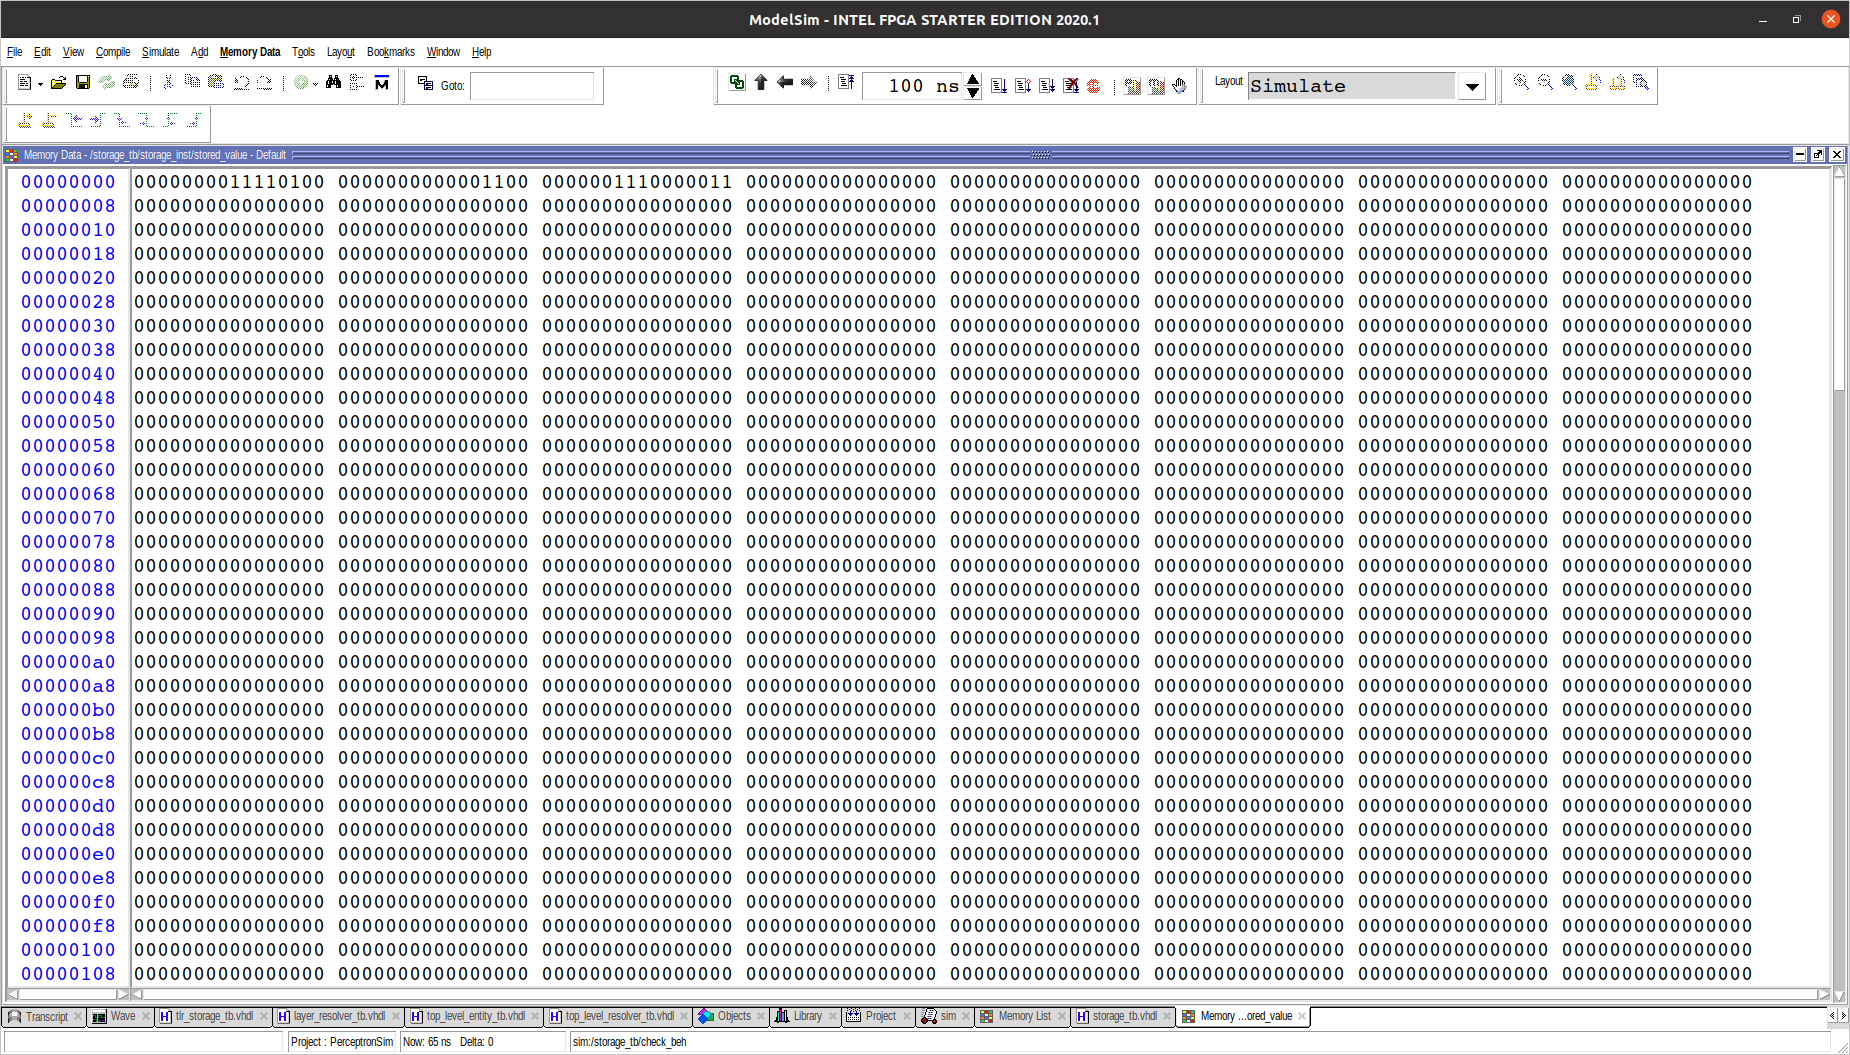 ModelSim - INTEL FPGA STARTER EDITION 2020.1
File Edit View Compile Simulate Add Memory Data Tools Layout Bookmarks Window Help
Goto: 100 ns Layout Simulate
Memory Data - /storage_tb/storage_inst/stored_value - Default
00000000 0000000011110100 0000000000001100 0000001110000011 0000000000000000 0000000000000000 0000000000000000 0000000000000000 0000000000000000
00000008 0000000000000000 0000000000000000 0000000000000000 0000000000000000 0000000000000000 0000000000000000 0000000000000000 0000000000000000
00000010 0000000000000000 0000000000000000 0000000000000000 0000000000000000 0000000000000000 0000000000000000 0000000000000000 0000000000000000
00000018 0000000000000000 0000000000000000 0000000000000000 0000000000000000 0000000000000000 0000000000000000 0000000000000000 0000000000000000
00000020 0000000000000000 0000000000000000 0000000000000000 0000000000000000 0000000000000000 0000000000000000 0000000000000000 0000000000000000
00000028 0000000000000000 0000000000000000 0000000000000000 0000000000000000 0000000000000000 0000000000000000 0000000000000000 0000000000000000
00000030 0000000000000000 0000000000000000 0000000000000000 0000000000000000 0000000000000000 0000000000000000 0000000000000000 0000000000000000
00000038 0000000000000000 0000000000000000 0000000000000000 0000000000000000 0000000000000000 0000000000000000 0000000000000000 0000000000000000
00000040 0000000000000000 0000000000000000 0000000000000000 0000000000000000 0000000000000000 0000000000000000 0000000000000000 0000000000000000
00000048 0000000000000000 0000000000000000 0000000000000000 0000000000000000 0000000000000000 0000000000000000 0000000000000000 0000000000000000
00000050 0000000000000000 0000000000000000 0000000000000000 0000000000000000 0000000000000000 0000000000000000 0000000000000000 0000000000000000
00000058 0000000000000000 0000000000000000 0000000000000000 0000000000000000 0000000000000000 0000000000000000 0000000000000000 0000000000000000
00000060 0000000000000000 0000000000000000 0000000000000000 0000000000000000 0000000000000000 0000000000000000 0000000000000000 0000000000000000
00000068 0000000000000000 0000000000000000 0000000000000000 0000000000000000 0000000000000000 0000000000000000 0000000000000000 0000000000000000
00000070 0000000000000000 0000000000000000 0000000000000000 0000000000000000 0000000000000000 0000000000000000 0000000000000000 0000000000000000
00000078 0000000000000000 0000000000000000 0000000000000000 0000000000000000 0000000000000000 0000000000000000 0000000000000000 0000000000000000
00000080 0000000000000000 0000000000000000 0000000000000000 0000000000000000 0000000000000000 0000000000000000 0000000000000000 0000000000000000
00000088 0000000000000000 0000000000000000 0000000000000000 0000000000000000 0000000000000000 0000000000000000 0000000000000000 0000000000000000
00000090 0000000000000000 0000000000000000 0000000000000000 0000000000000000 0000000000000000 0000000000000000 0000000000000000 0000000000000000
00000098 0000000000000000 0000000000000000 0000000000000000 0000000000000000 0000000000000000 0000000000000000 0000000000000000 0000000000000000
000000a0 0000000000000000 0000000000000000 0000000000000000 0000000000000000 0000000000000000 0000000000000000 0000000000000000 0000000000000000
000000a8 0000000000000000 0000000000000000 0000000000000000 0000000000000000 0000000000000000 0000000000000000 0000000000000000 0000000000000000
000000b0 0000000000000000 0000000000000000 0000000000000000 0000000000000000 0000000000000000 0000000000000000 0000000000000000 0000000000000000
000000b8 0000000000000000 0000000000000000 0000000000000000 0000000000000000 0000000000000000 0000000000000000 0000000000000000 0000000000000000
000000c0 0000000000000000 0000000000000000 0000000000000000 0000000000000000 0000000000000000 0000000000000000 0000000000000000 0000000000000000
000000c8 0000000000000000 0000000000000000 0000000000000000 0000000000000000 0000000000000000 0000000000000000 0000000000000000 0000000000000000
000000d0 0000000000000000 0000000000000000 0000000000000000 0000000000000000 0000000000000000 0000000000000000 0000000000000000 0000000000000000
000000d8 0000000000000000 0000000000000000 0000000000000000 0000000000000000 0000000000000000 0000000000000000 0000000000000000 0000000000000000
000000e0 0000000000000000 0000000000000000 0000000000000000 0000000000000000 0000000000000000 0000000000000000 0000000000000000 0000000000000000
000000e8 0000000000000000 0000000000000000 0000000000000000 0000000000000000 0000000000000000 0000000000000000 0000000000000000 0000000000000000
000000f0 0000000000000000 0000000000000000 0000000000000000 0000000000000000 0000000000000000 0000000000000000 0000000000000000 0000000000000000
000000f8 0000000000000000 0000000000000000 0000000000000000 0000000000000000 0000000000000000 0000000000000000 0000000000000000 0000000000000000
00000100 0000000000000000 0000000000000000 0000000000000000 0000000000000000 0000000000000000 0000000000000000 0000000000000000 0000000000000000
00000108 0000000000000000 0000000000000000 0000000000000000 0000000000000000 0000000000000000 0000000000000000 0000000000000000 0000000000000000
Transcript Wave tlr_storage_tb.vhdl layer_resolver_tb.vhdl top_level_entity_tb.vhdl top_level_resolver_tb.vhdl Objects Library Project sim Memory List storage_tb.vhdl Memory ...ored_value
Project : PerceptronSim Now: 65 ns Delta: 0 sim:/storage_tb/check_beh